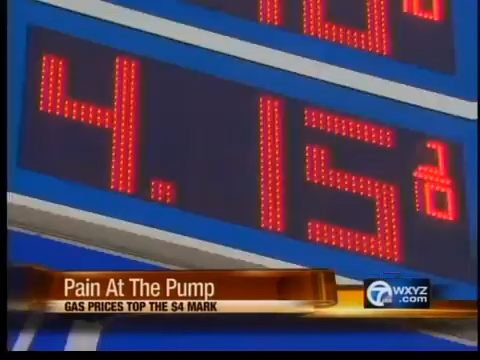 4.15 9/10
Pain At The Pump
GAS PRICES TOP THE $4 MARK
7 WXYZ
.com